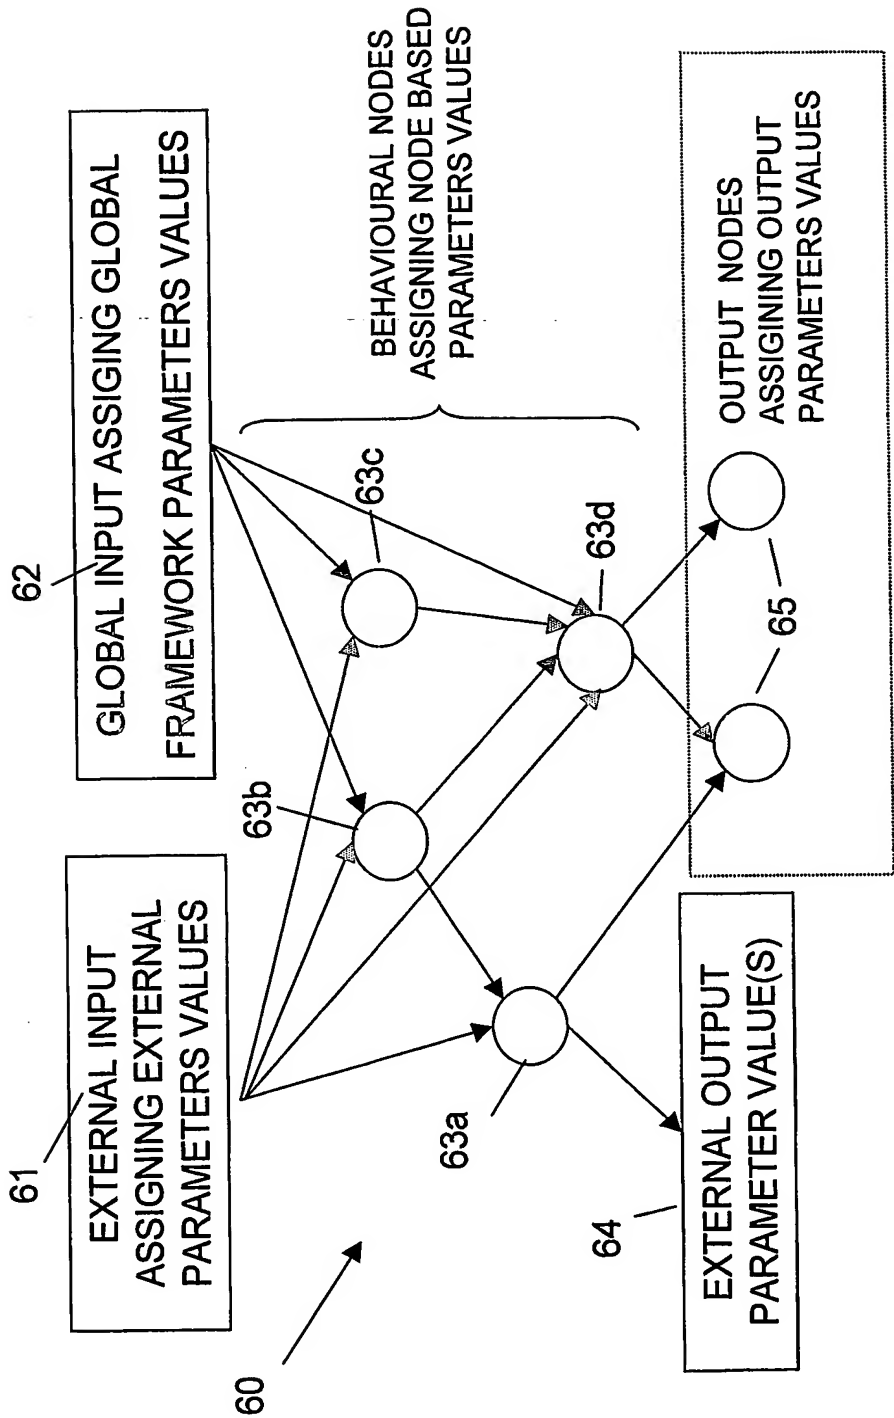 61
EXTERNAL INPUT
ASSIGNING EXTERNAL
PARAMETERS VALUES
62
GLOBAL INPUT ASSIGING GLOBAL
FRAMEWORK PARAMETERS VALUES
60
63b
63c
BEHAVIOURAL NODES
ASSIGNING NODE BASED
PARAMETERS VALUES
63a
63d
64
EXTERNAL OUTPUT
PARAMETER VALUE(S)
65
OUTPUT NODES
ASSIGINING OUTPUT
PARAMETERS VALUES